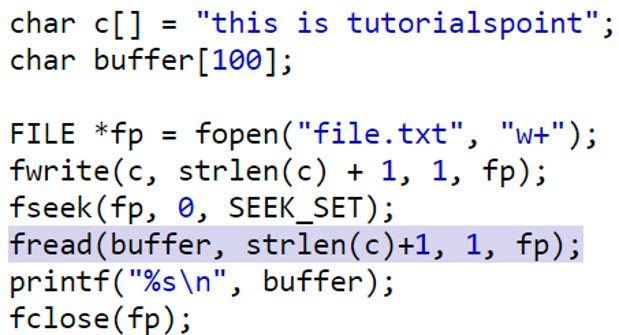 char c[] = "this is tutorialspoint";
char buffer[100];
FILE *fp = fopen("file.txt", "w+");
fwrite(c, strlen(c) + 1, 1, fp);
fseek(fp, 0, SEEK_SET);
fread(buffer, strlen(c)+1, 1, fp);
printf("%s\n", buffer);
fclose(fp);